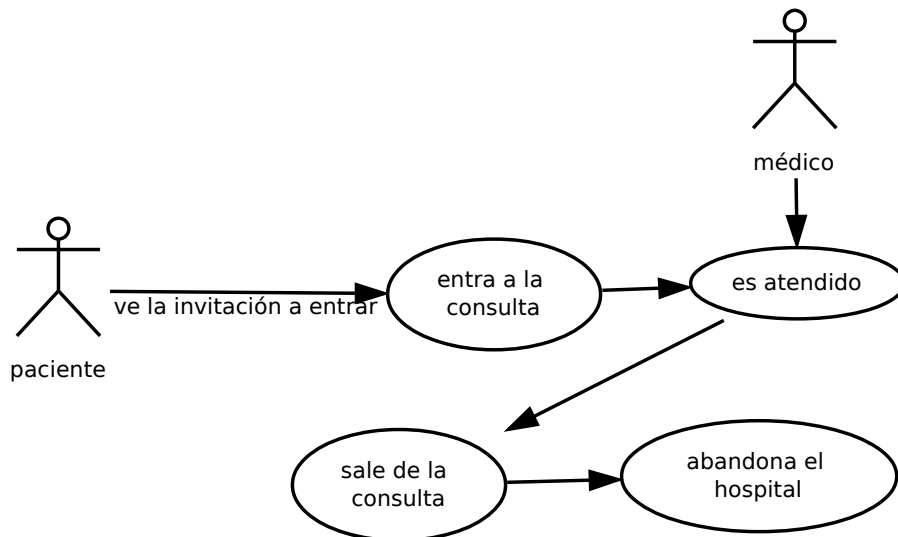 médico
paciente
ve la invitación a entrar
entra a la
consulta
es atendido
sale de la
consulta
abandona el
hospital